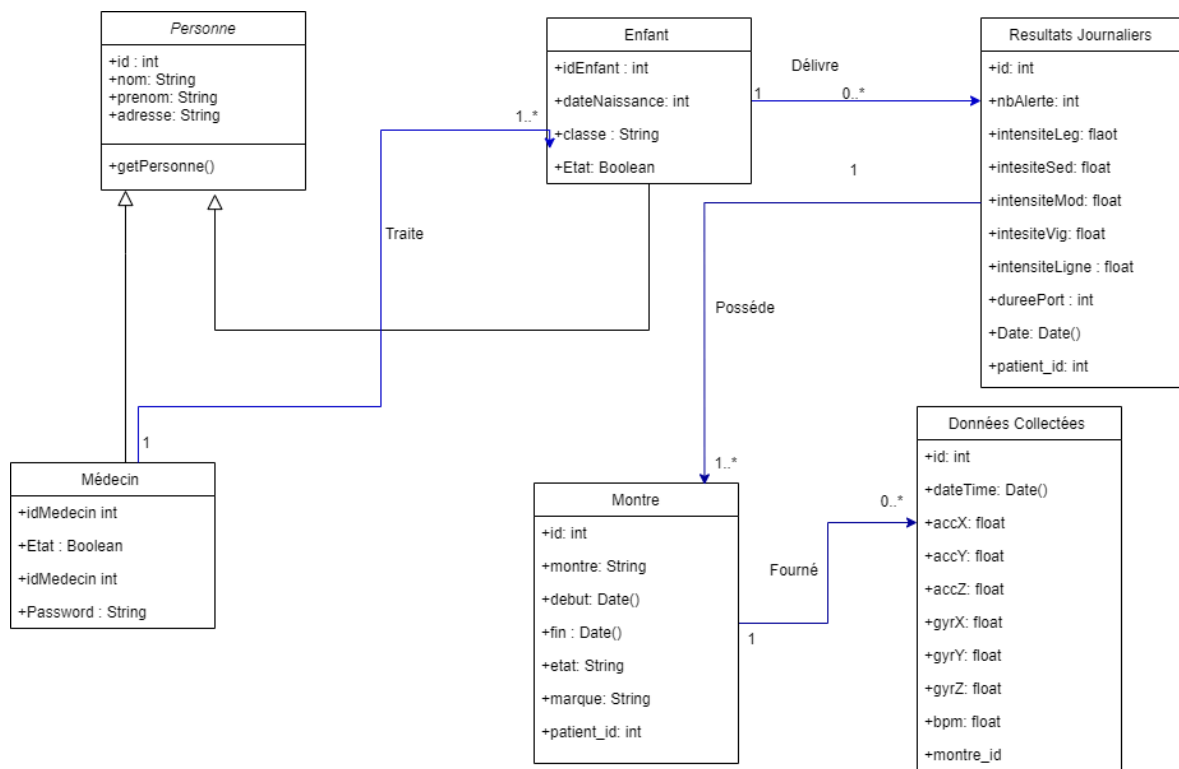 Personne
+id : int
+nom: String
+prenom: String
+adresse: String
+getPersonne()
Enfant
+idEnfant : int
+dateNaissance: int
+classe : String
+Etat: Boolean
Délivre
1
0..*
Resultats Journaliers
+id: int
+nbAlerte: int
+intensiteLeg: flaot
+intesiteSed: float
+intensiteMod: float
+intesiteVig: float
+intensiteLigne : float
+dureePort : int
+Date: Date()
+patient_id: int
1..*
Traite
1
1
Posséde
1..*
Médecin
+idMedecin int
+Etat : Boolean
+idMedecin int
+Password : String
Montre
+id: int
+montre: String
+debut: Date()
+fin : Date()
+etat: String
+marque: String
+patient_id: int
0..*
Fourné
1
Données Collectées
+id: int
+dateTime: Date()
+accX: float
+accY: float
+accZ: float
+gyrX: float
+gyrY: float
+gyrZ: float
+bpm: float
+montre_id